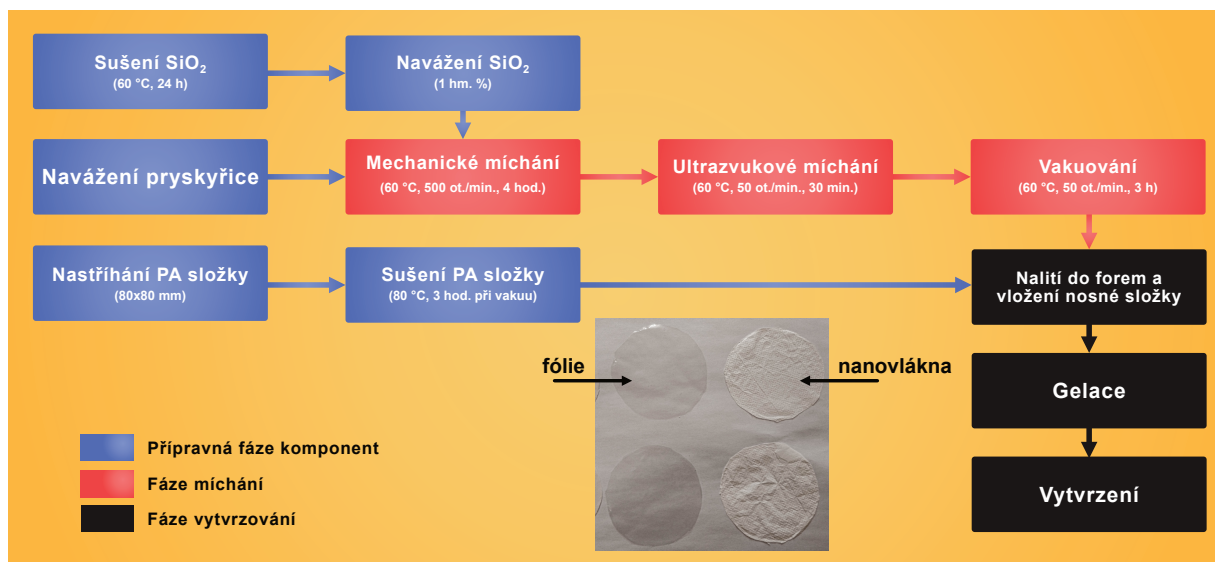 Sušení SiO₂
(60 °C, 24 h)
Navážení SiO₂
(1 hm. %)
Navážení pryskyřice
Mechanické míchání
(60 °C, 500 ot./min., 4 hod.)
Ultrazvukové míchání
(60 °C, 50 ot./min., 30 min.)
Vakuování
(60 °C, 50 ot./min., 3 h)
Nastříhání PA složky
(80x80 mm)
Sušení PA složky
(80 °C, 3 hod. při vakuu)
Nalití do forem a
vložení nosné složky
fólie
nanovlákna
Gelace
Vytvrzení
Přípravná fáze komponent
Fáze míchání
Fáze vytvrzování